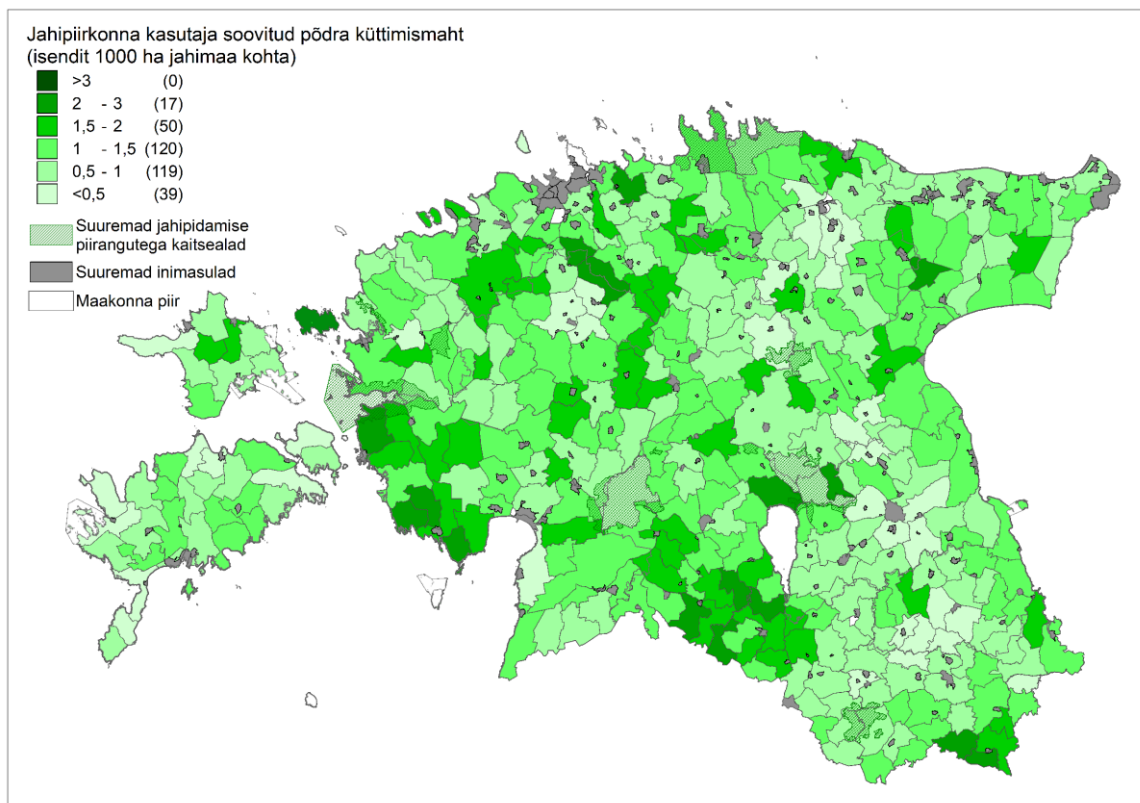 Jahipiirkonna kasutaja soovitud põdra küttimismaht
(isendit 1000 ha jahimaa kohta)
>3 (0)
2 - 3 (17)
1,5 - 2 (50)
1 - 1,5 (120)
0,5 - 1 (119)
<0,5 (39)
Suuremad jahipidamise
piirangutega kaitsealad
Suuremad inimasulad
Maakonna piir